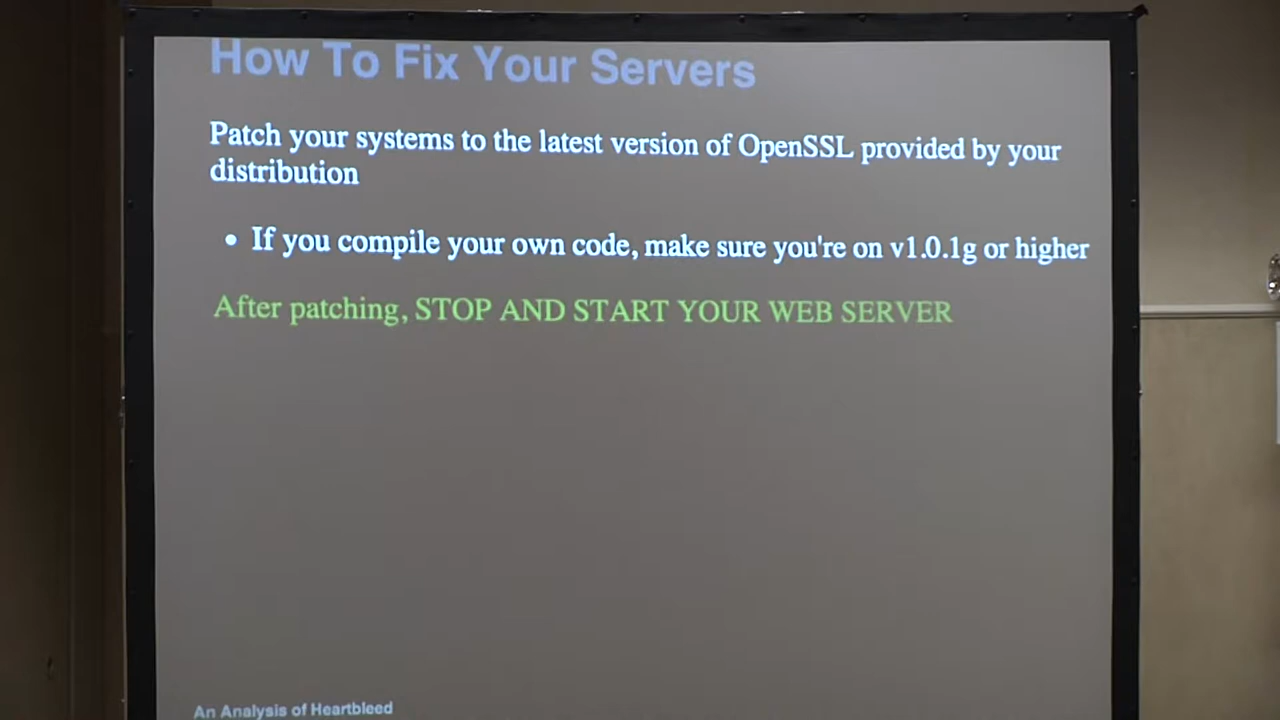 How To Fix Your Servers
Patch your systems to the latest version of OpenSSL provided by your
distribution
• If you compile your own code, make sure you're on v1.0.1g or higher
After patching, STOP AND START YOUR WEB SERVER
An Analysis of Heartbleed